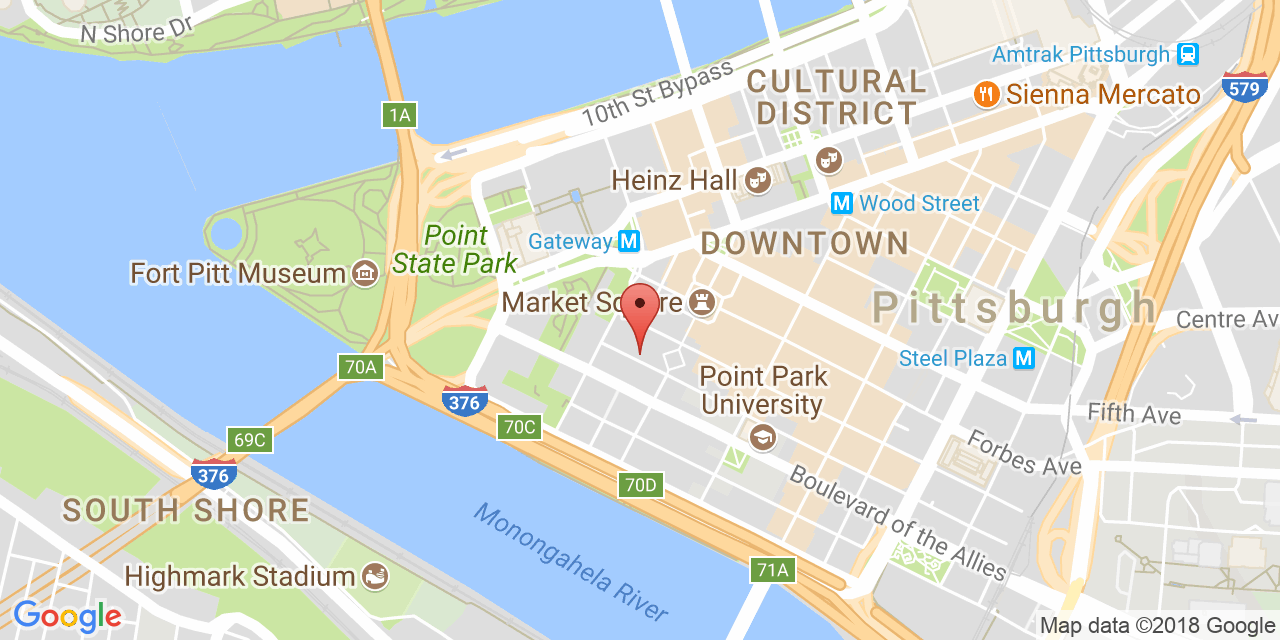 N Shore Dr
Amtrak Pittsburgh
579
1A
10th St Bypass
CULTURAL
DISTRICT
Sienna Mercato
Heinz Hall
M Wood Street
Point
State Park
Gateway M
DOWNTOWN
Fort Pitt Museum
Market Sq re
Pittsburgh
Centre Av
70A
Steel Plaza M
Point Park
University
376
70C
Fifth Ave
69C
376
Forbes Ave
70D
Boulevard of the Allies
SOUTH SHORE
Monongahela River
71A
Highmark Stadium
Google
Map data ©2018 Google